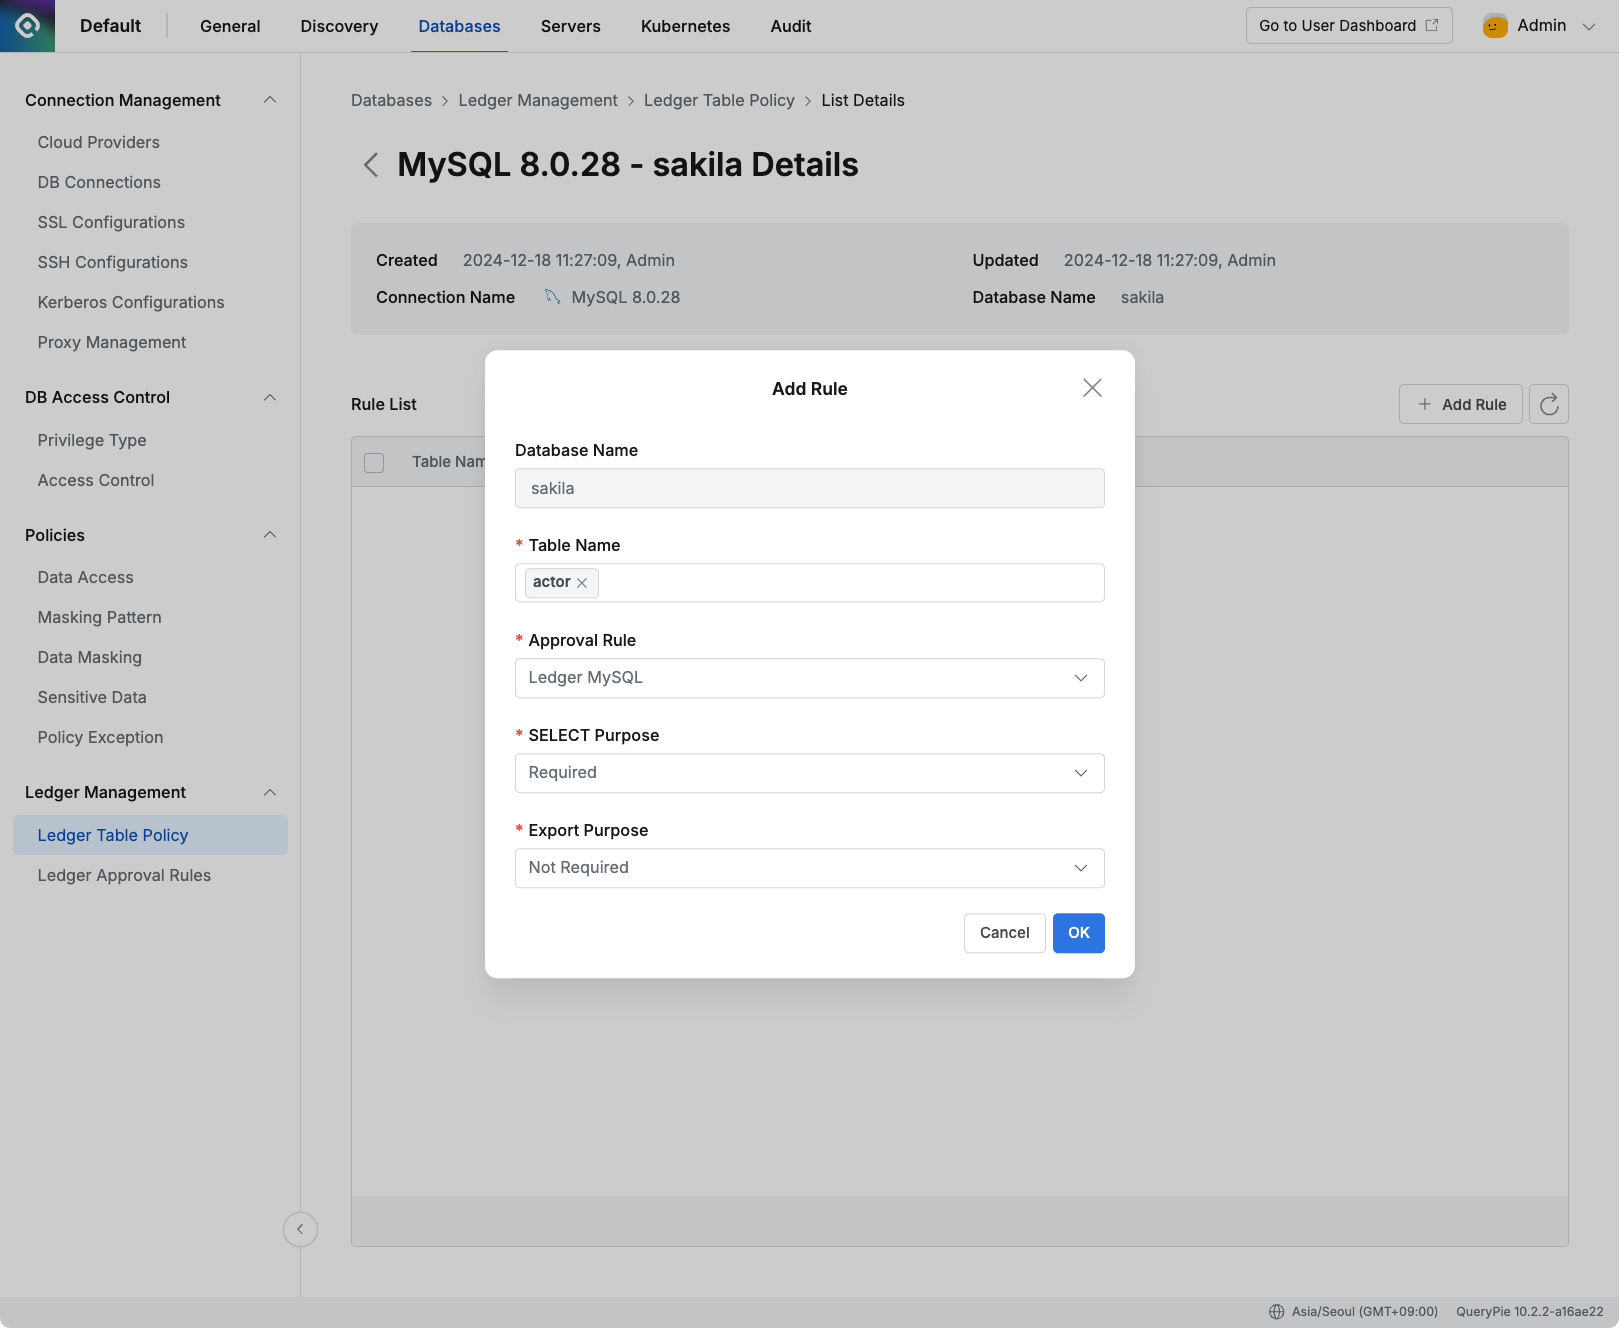 Default
General
Discovery
Databases
Servers
Kubernetes
Audit
Go to User Dashboard
Admin
Connection Management
Cloud Providers
DB Connections
SSL Configurations
SSH Configurations
Kerberos Configurations
Proxy Management
DB Access Control
Privilege Type
Access Control
Policies
Data Access
Masking Pattern
Data Masking
Sensitive Data
Policy Exception
Ledger Management
Ledger Table Policy
Ledger Approval Rules
Databases > Ledger Management > Ledger Table Policy > List Details
MySQL 8.0.28 - sakila Details
Created 2024-12-18 11:27:09, Admin
Updated 2024-12-18 11:27:09, Admin
Connection Name MySQL 8.0.28
Database Name sakila
Rule List
Add Rule
Table Nam
Add Rule
Database Name
sakila
* Table Name
actor
* Approval Rule
Ledger MySQL
* SELECT Purpose
Required
* Export Purpose
Not Required
Cancel
OK
Asia/Seoul (GMT+09:00)
QueryPie 10.2.2-a16ae22